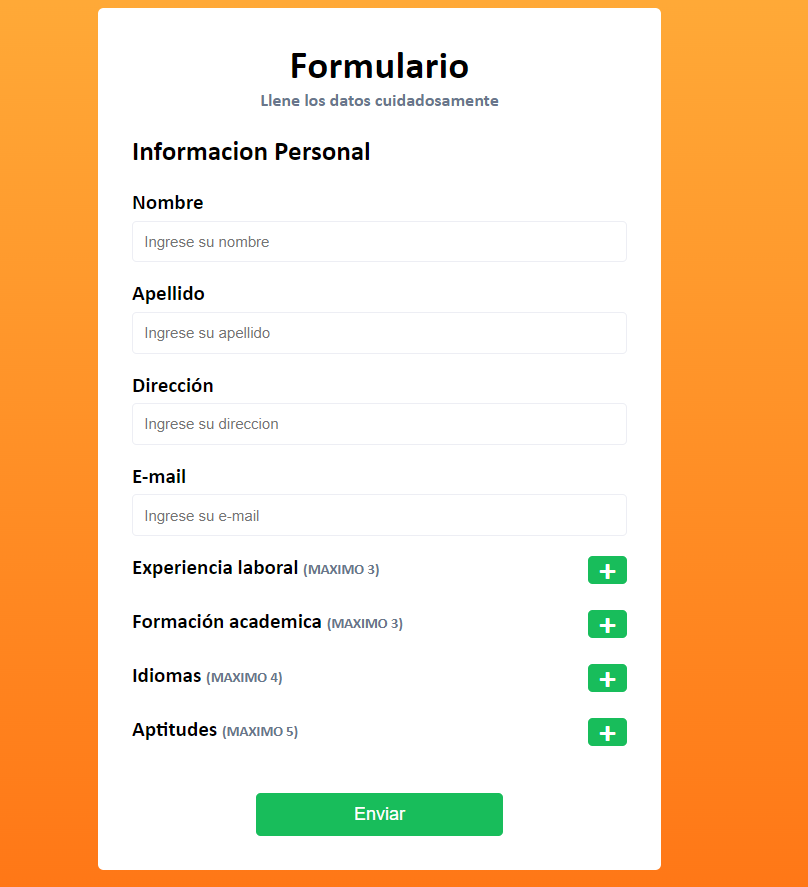 Formulario
Llene los datos cuidadosamente
Informacion Personal
Nombre
Ingrese su nombre
Apellido
Ingrese su apellido
Dirección
Ingrese su direccion
E-mail
Ingrese su e-mail
Experiencia laboral (MAXIMO 3) +
Formación academica (MAXIMO 3) +
Idiomas (MAXIMO 4) +
Aptitudes (MAXIMO 5) +
Enviar